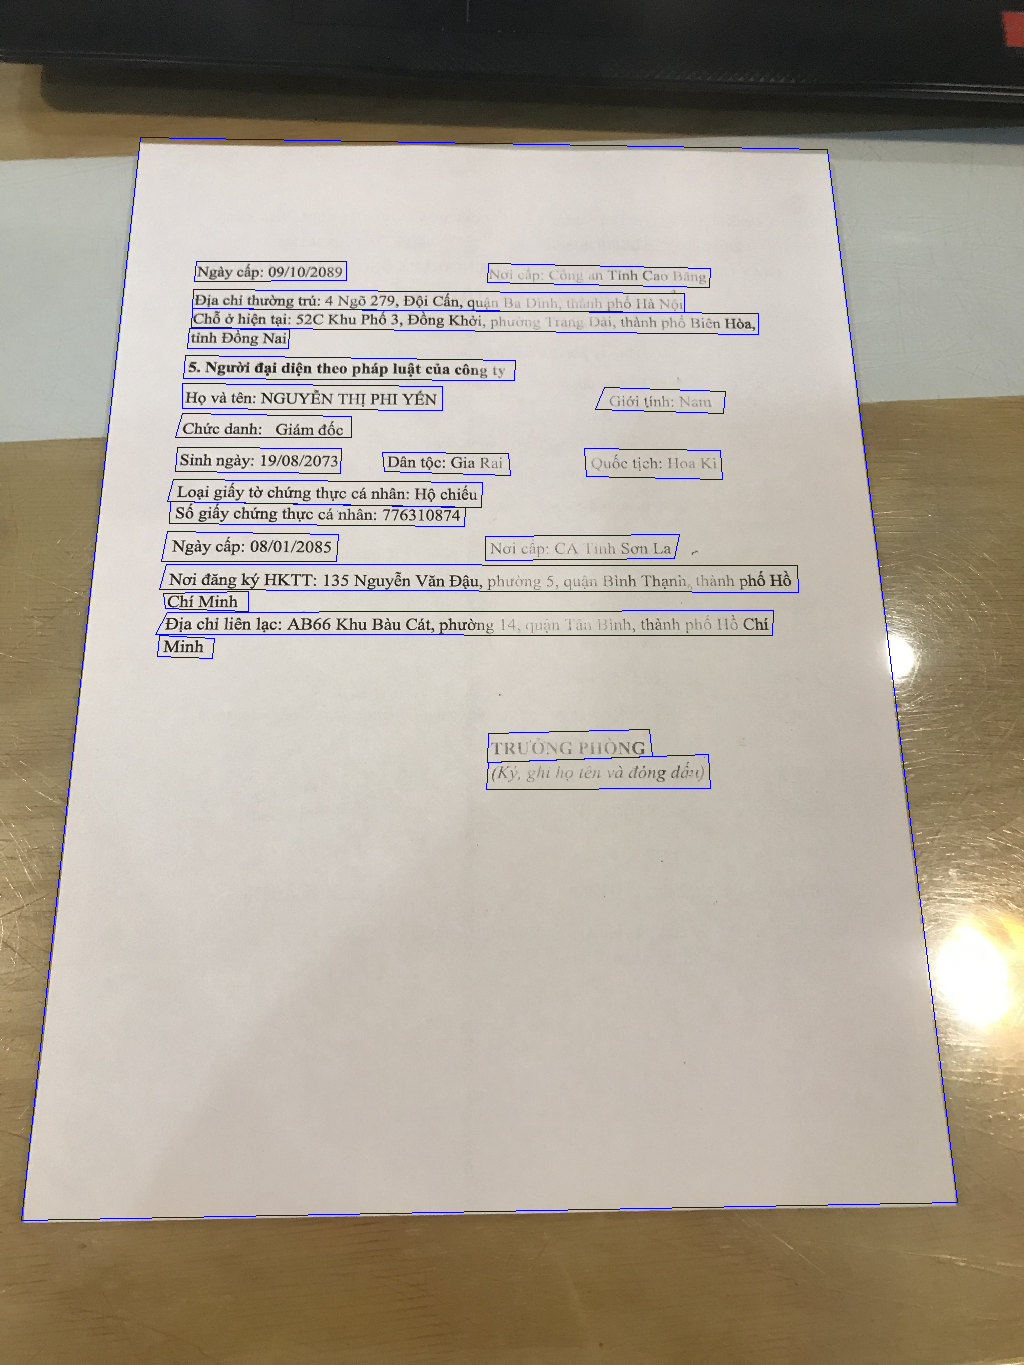 Ngày cấp: 09/10/2089 Nơi cấp: Công an Tỉnh Cao Bằng
Địa chỉ thường trú: 4 Ngõ 279, Đội Cấn, quận Ba Đình, thành phố Hà Nội
Chỗ ở hiện tại: 52C Khu Phố 3, Đồng Khởi, phường Trang Dài, thành phố Biên Hòa,
tỉnh Đồng Nai
5. Người đại diện theo pháp luật của công ty
Họ và tên: NGUYỄN THỊ PHI YẾN Giới tính: Nam
Chức danh: Giám đốc
Sinh ngày: 19/08/2073 Dân tộc: Gia Rai Quốc tịch: Hoa Kì
Loại giấy tờ chứng thực cá nhân: Hộ chiếu
Số giấy chứng thực cá nhân: 776310874
Ngày cấp: 08/01/2085 Nơi cấp: CA Tỉnh Sơn La
Nơi đăng ký HKTT: 135 Nguyễn Văn Đậu, phường 5, quận Bình Thạnh, thành phố Hồ
Chí Minh
Địa chỉ liên lạc: AB66 Khu Bàu Cát, phường 14, quận Tân Bình, thành phố Hồ Chí
Minh
TRƯỞNG PHÒNG
(Ký, ghi họ tên và đóng dấu)